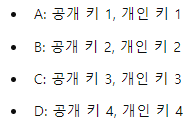 • A: 공개 키 1, 개인 키 1
• B: 공개 키 2, 개인 키 2
• C: 공개 키 3, 개인 키 3
• D: 공개 키 4, 개인 키 4